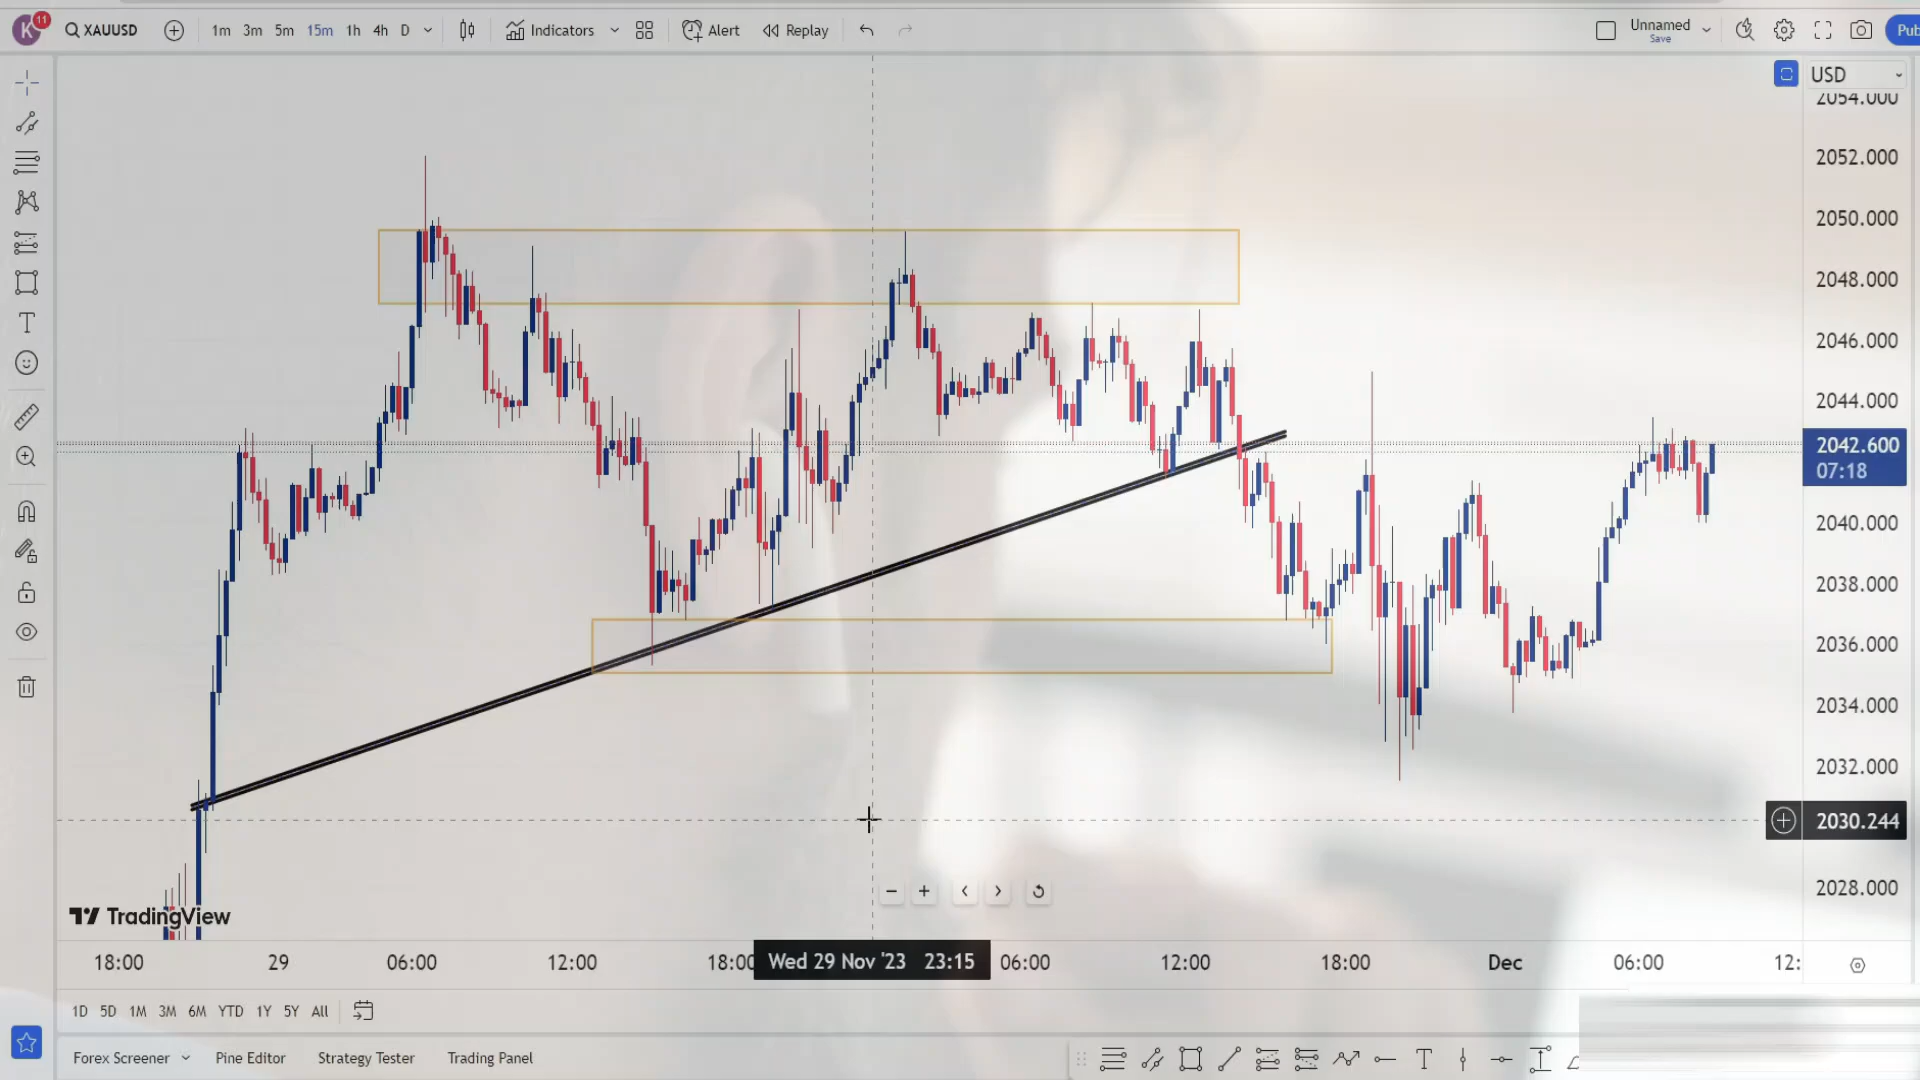 K 11 XAUUSD 1m 3m 5m 15m 1h 4h D Indicators Alert Replay Unnamed
Save
USD
2054.000
2052.000
2050.000
2048.000
2046.000
2044.000
2042.600
07:18
2040.000
2038.000
2036.000
2034.000
2032.000
2030.244
2028.000
TradingView
18:00 29 06:00 12:00 18:00 Wed 29 Nov '23 23:15 06:00 12:00 18:00 Dec 06:00 12:
1D 5D 1M 3M 6M YTD 1Y 5Y All
Forex Screener Pine Editor Strategy Tester Trading Panel